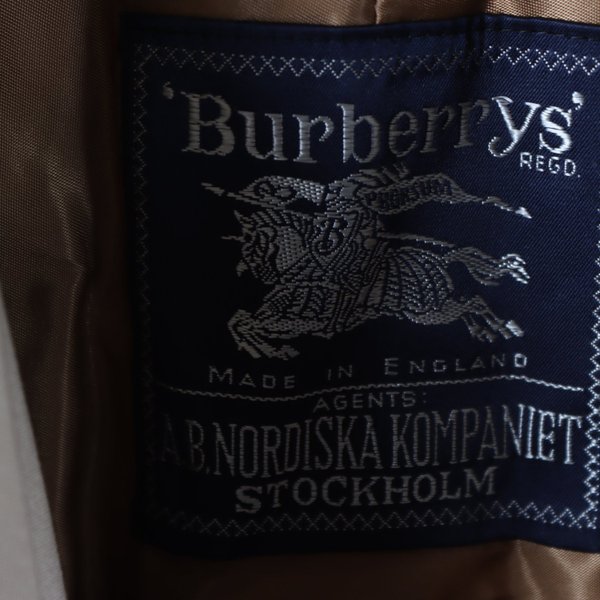 'Burberrys'
REGD.
PRORSUM
B
MADE IN ENGLAND
AGENTS:
A.B. NORDISKA KOMPANIET
STOCKHOLM